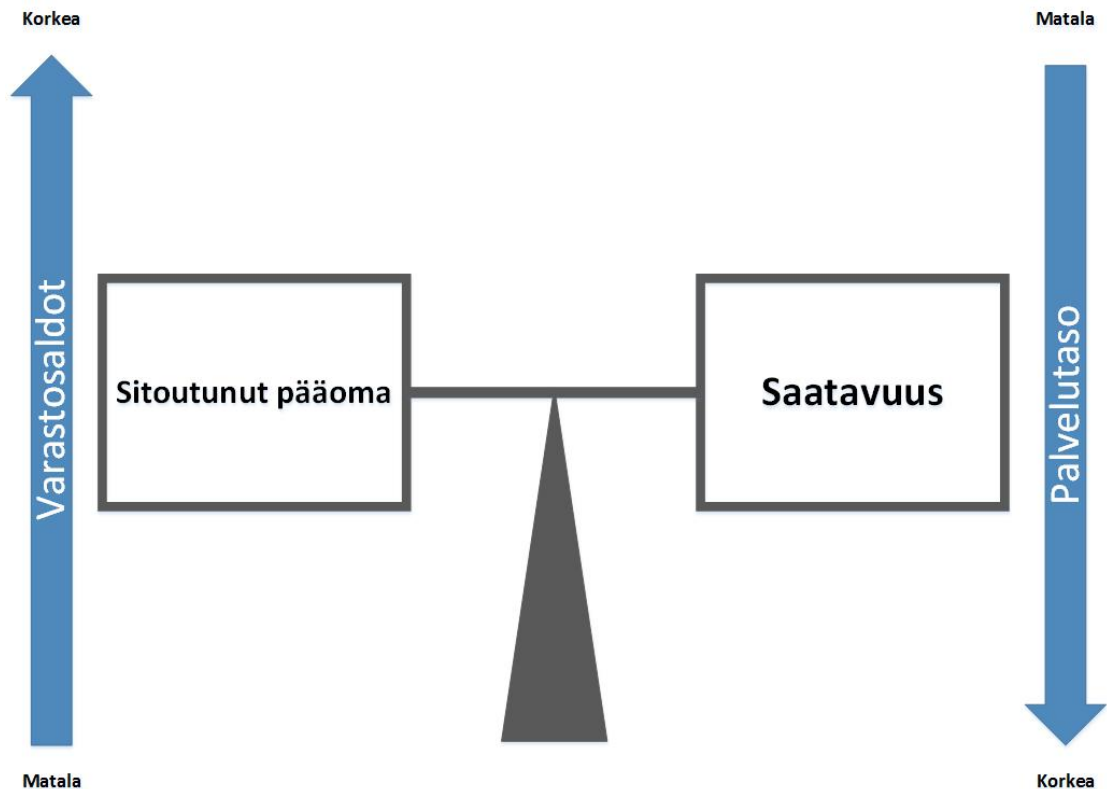 Korkea
Matala
Varastosaldot
Sitoutunut pääoma
Saatavuus
Palvelutaso
Matala
Korkea